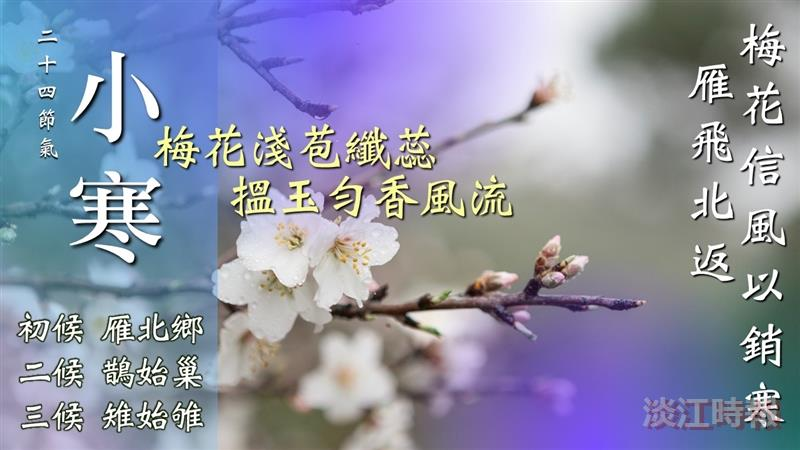 二十四節氣
小寒
梅花淺苞纖蕊
搵玉勻香風流
梅花信風以銷寒
雁飛北返
初候 雁北鄉
二候 鵲始巢
三候 雉始雊
淡江時報